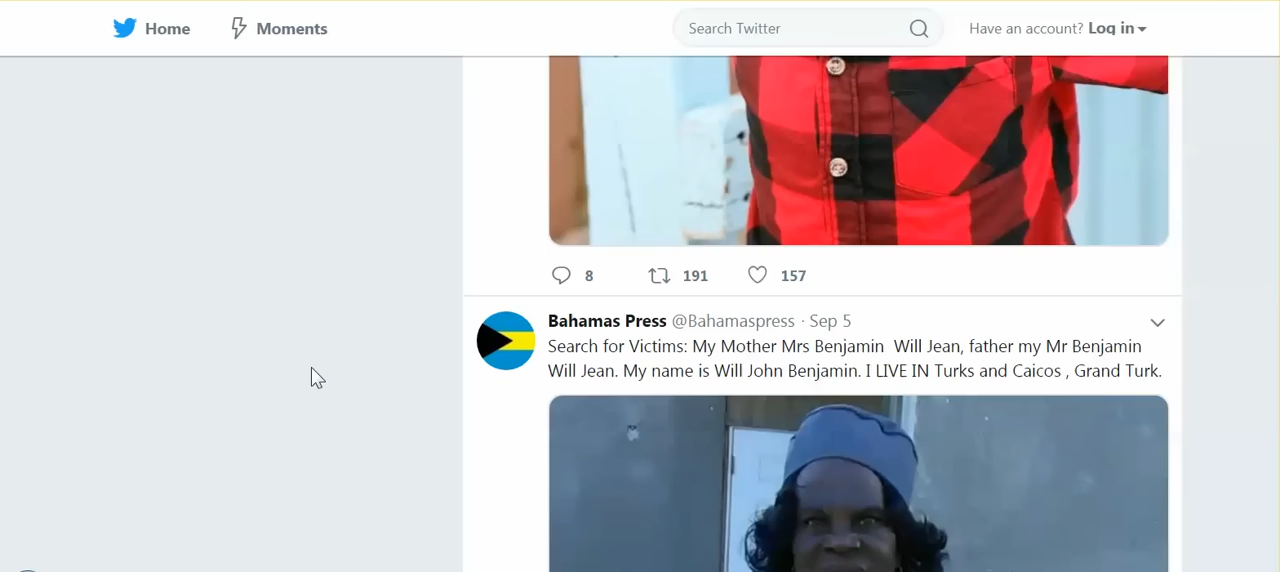 Home Moments Search Twitter Have an account? Log in
8 191 157
Bahamas Press @Bahamaspress · Sep 5
Search for Victims: My Mother Mrs Benjamin Will Jean, father my Mr Benjamin
Will Jean. My name is Will John Benjamin. I LIVE IN Turks and Caicos , Grand Turk.